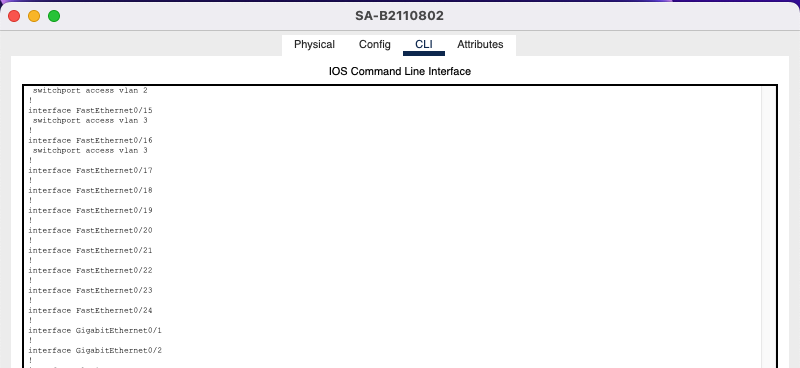 SA-B2110802
Physical Config CLI Attributes
IOS Command Line Interface
switchport access vlan 2
!
interface FastEthernet0/15
switchport access vlan 3
!
interface FastEthernet0/16
switchport access vlan 3
!
interface FastEthernet0/17
!
interface FastEthernet0/18
!
interface FastEthernet0/19
!
interface FastEthernet0/20
!
interface FastEthernet0/21
!
interface FastEthernet0/22
!
interface FastEthernet0/23
!
interface FastEthernet0/24
!
interface GigabitEthernet0/1
!
interface GigabitEthernet0/2
!